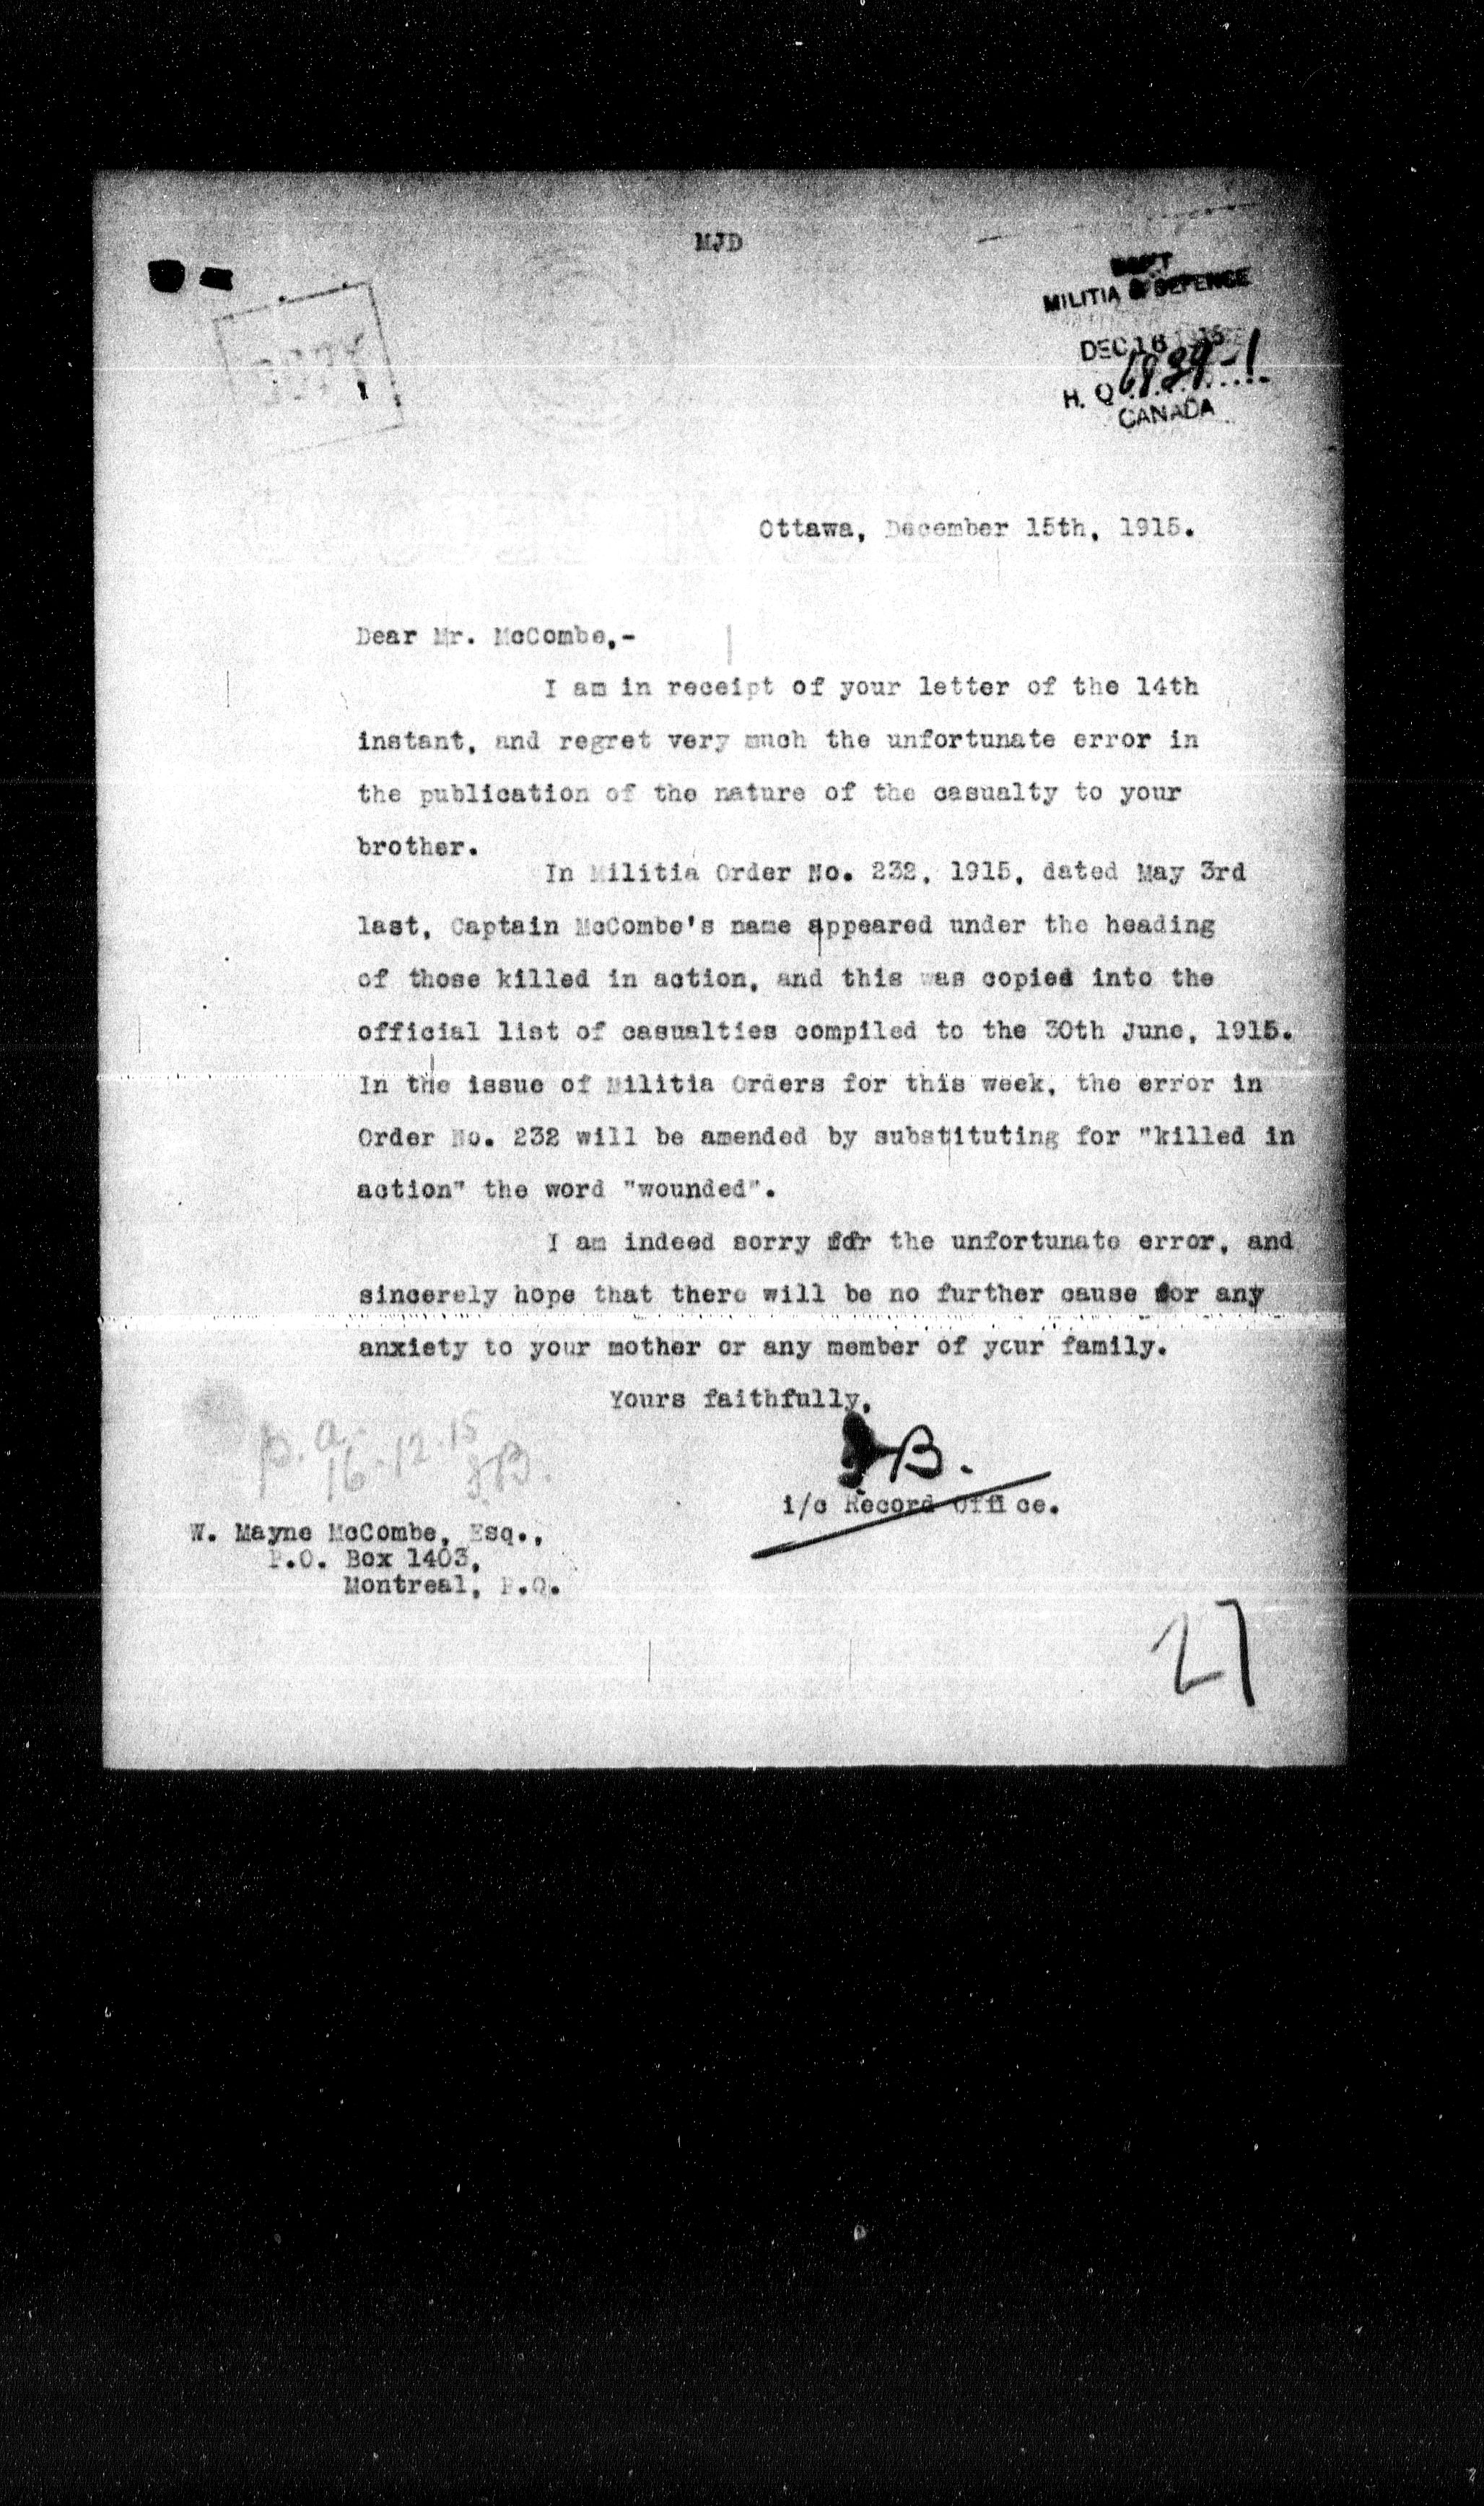 MJD
DEP'T
MILITIA & DEFENCE
DEC 16 1915
H. Q. 6939-1
CANADA
Ottawa, December 15th, 1915.
Dear Mr. McCombe,-
I am in receipt of your letter of the 14th
instant, and regret very much the unfortunate error in
the publication of the nature of the casualty to your
brother.
In Militia Order No. 232, 1915, dated May 3rd
last, Captain McCombe's name appeared under the heading
of those killed in action, and this was copied into the
official list of casualties compiled to the 30th June, 1915.
In the issue of Militia Orders for this week, the error in
Order No. 232 will be amended by substituting for "killed in
action" the word "wounded".
I am indeed sorry for the unfortunate error, and
sincerely hope that there will be no further cause for any
anxiety to your mother or any member of your family.
Yours faithfully,
B.
i/c Record Office.
p.a.
16.12.15
B.
W. Mayne McCombe, Esq.,
P.O. Box 1403,
Montreal, P.Q.
27